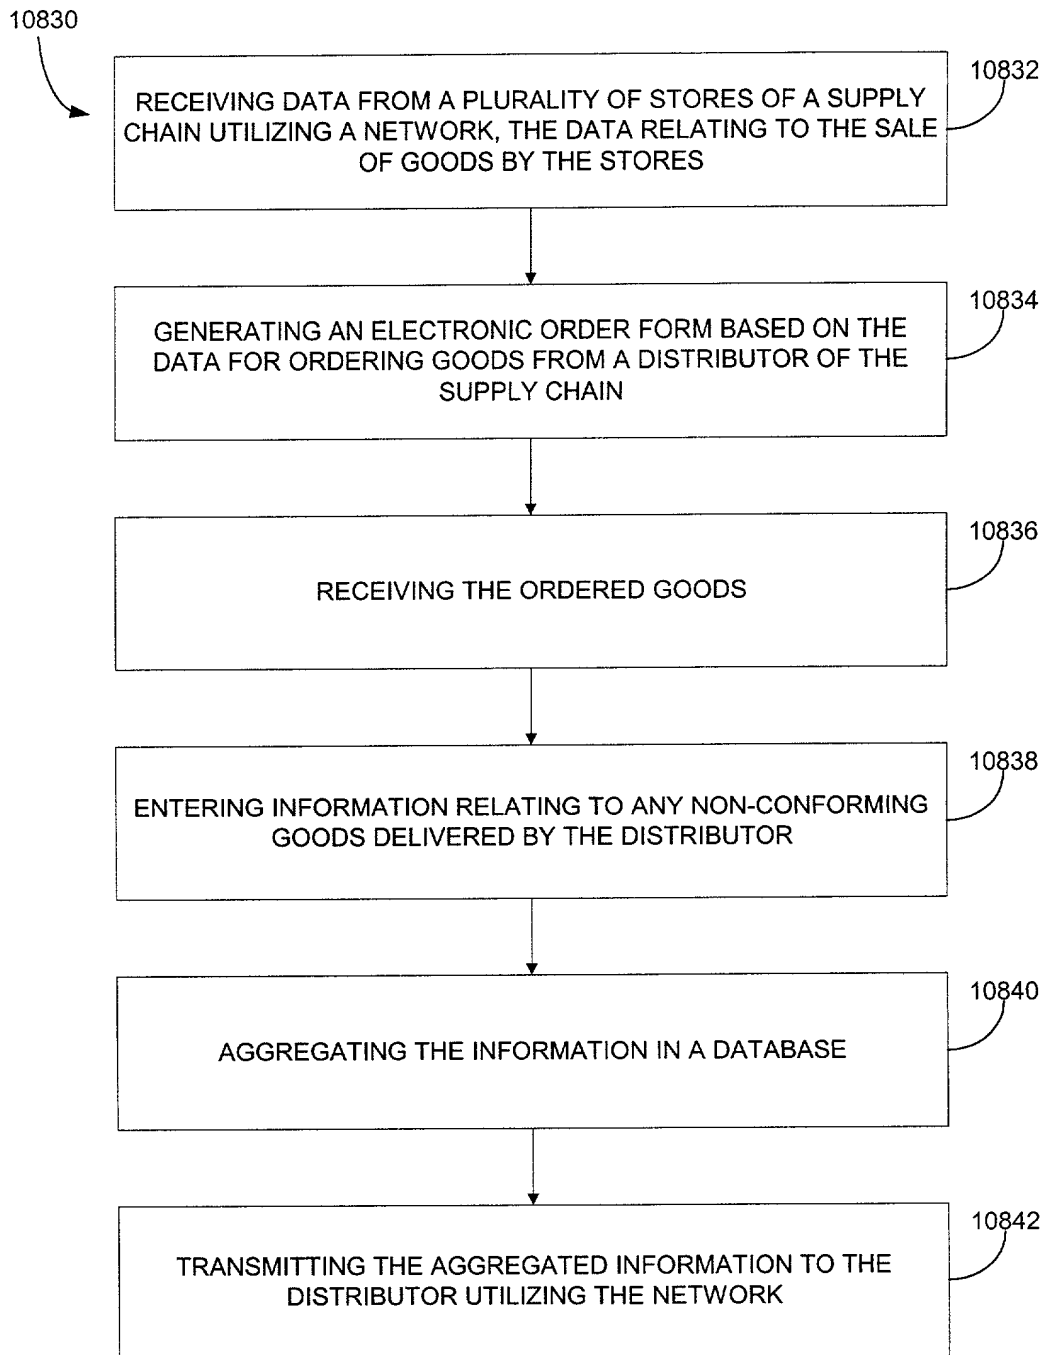 10830
10832
RECEIVING DATA FROM A PLURALITY OF STORES OF A SUPPLY
CHAIN UTILIZING A NETWORK, THE DATA RELATING TO THE SALE
OF GOODS BY THE STORES
10834
GENERATING AN ELECTRONIC ORDER FORM BASED ON THE
DATA FOR ORDERING GOODS FROM A DISTRIBUTOR OF THE
SUPPLY CHAIN
10836
RECEIVING THE ORDERED GOODS
10838
ENTERING INFORMATION RELATING TO ANY NON-CONFORMING
GOODS DELIVERED BY THE DISTRIBUTOR
10840
AGGREGATING THE INFORMATION IN A DATABASE
10842
TRANSMITTING THE AGGREGATED INFORMATION TO THE
DISTRIBUTOR UTILIZING THE NETWORK